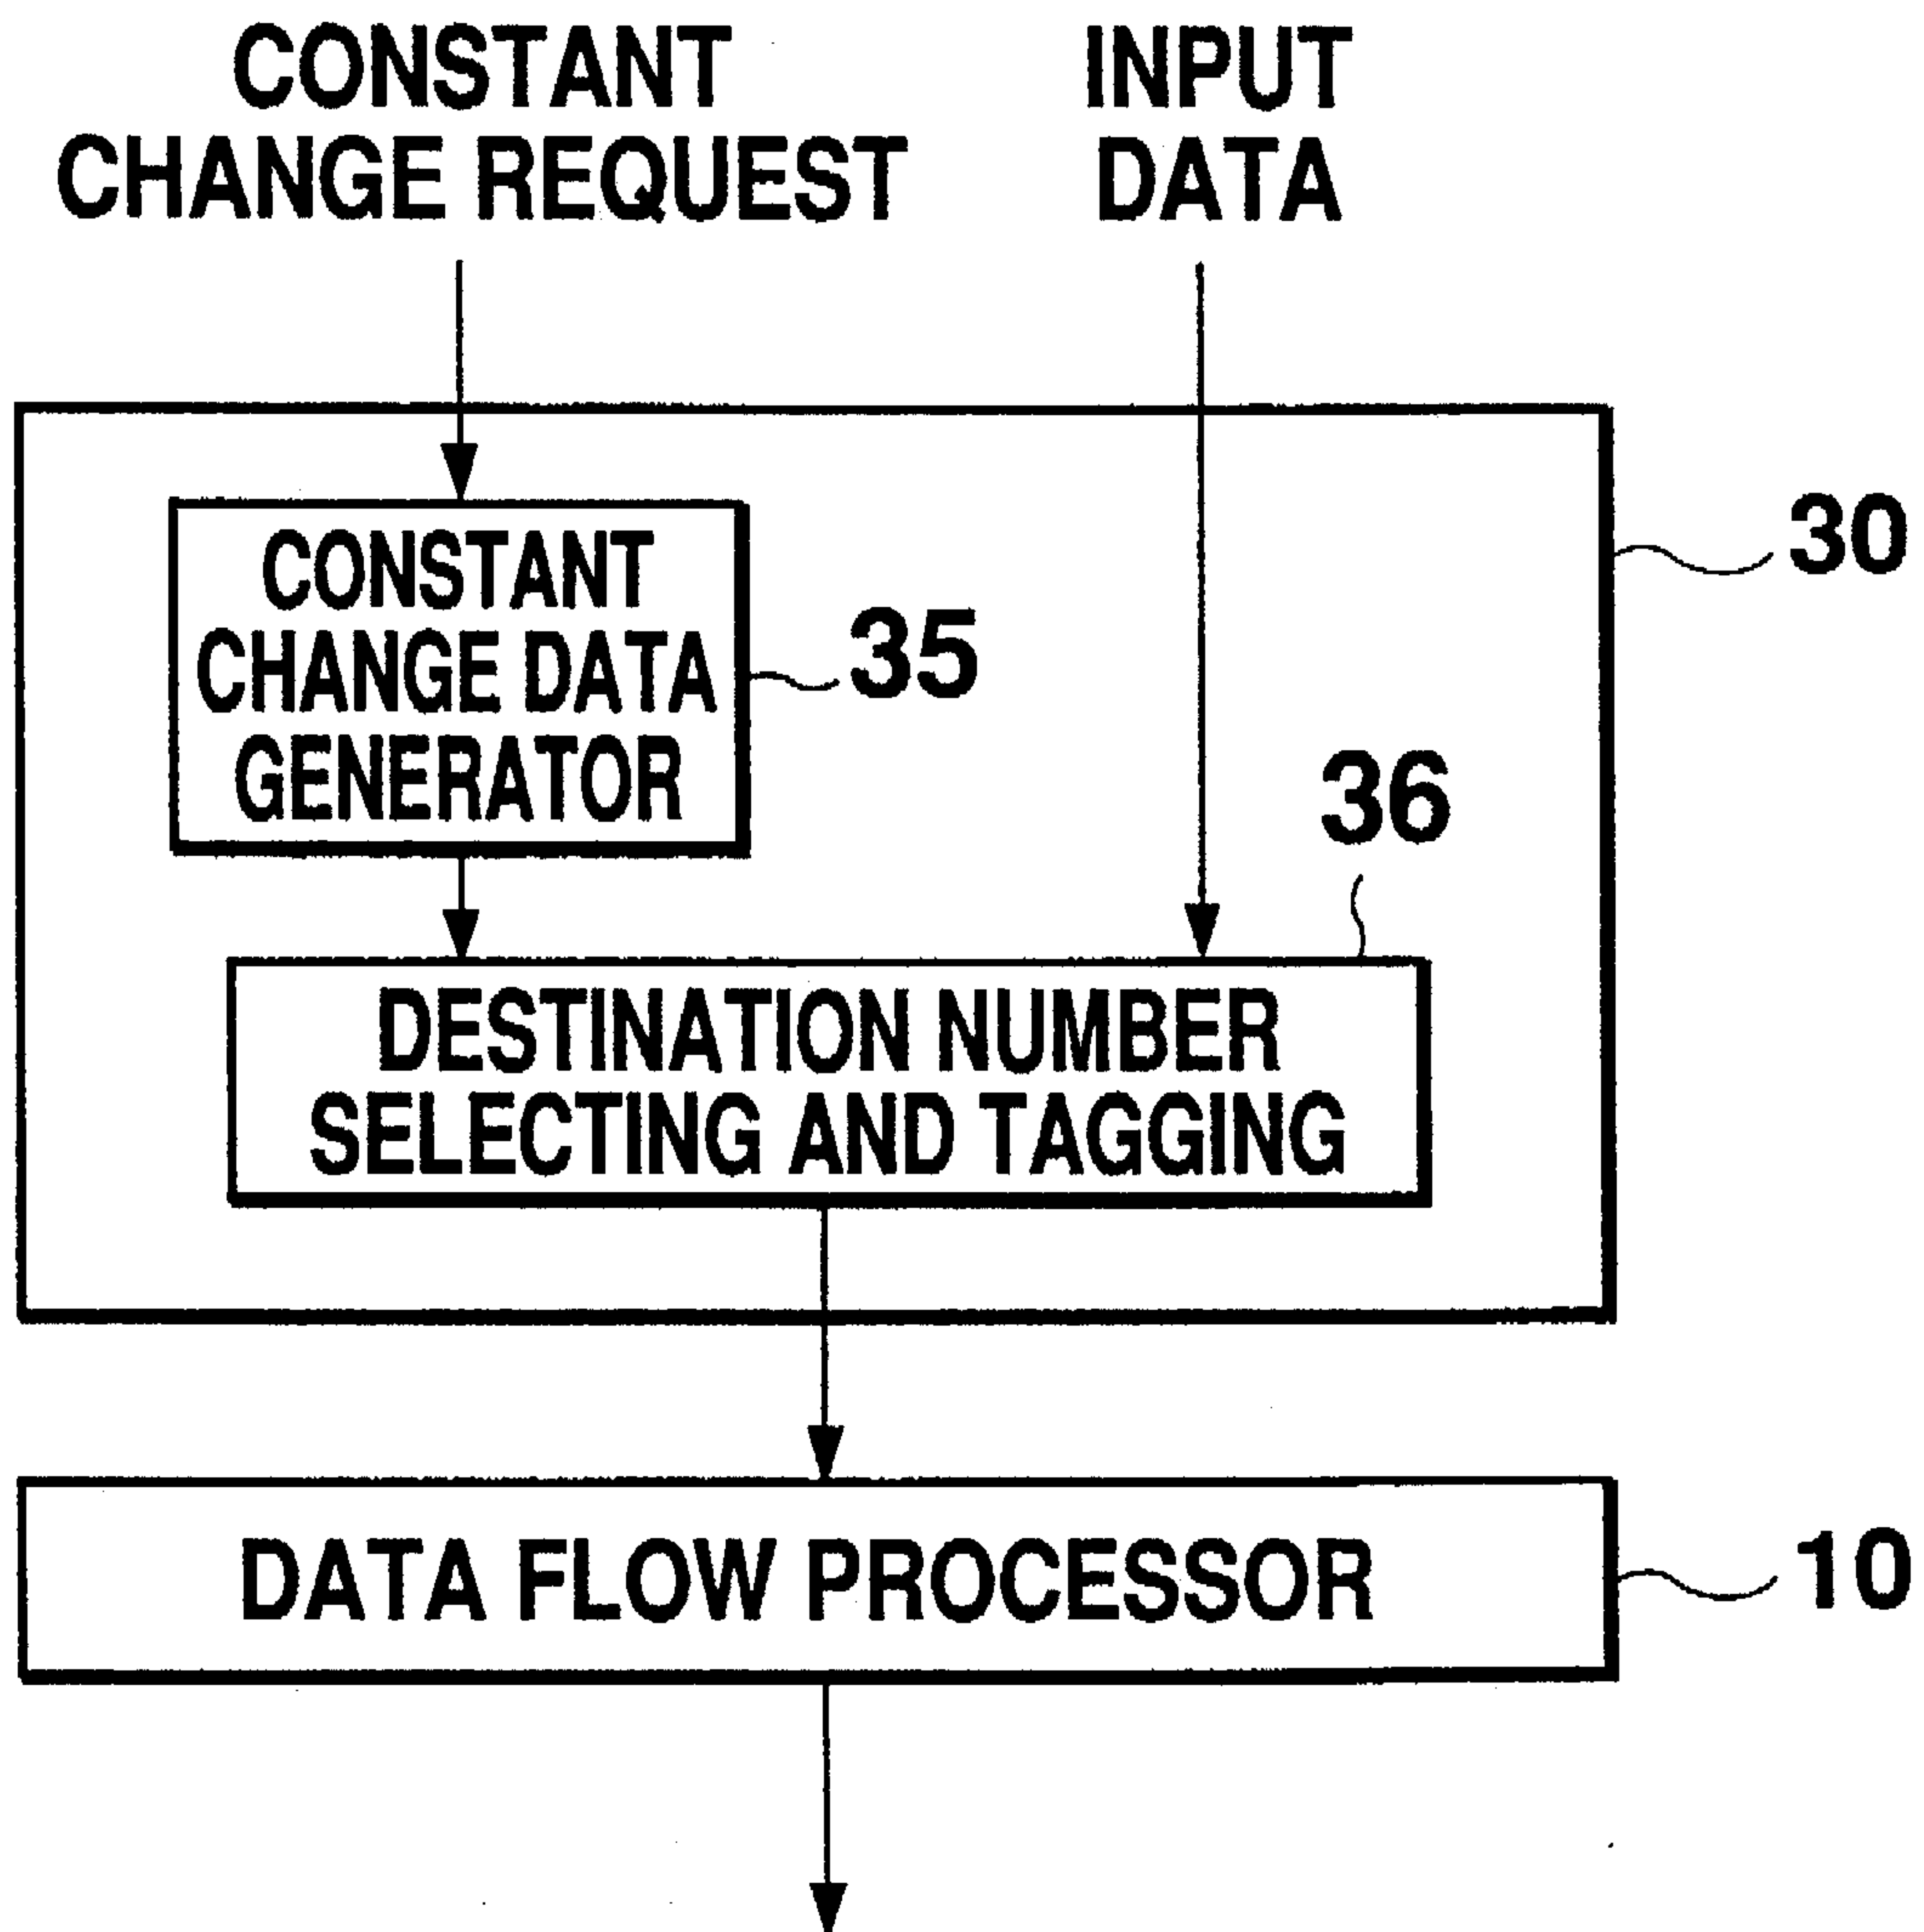 CONSTANT
CHANGE REQUEST
INPUT
DATA
30
CONSTANT
CHANGE DATA
GENERATOR
35
36
DESTINATION NUMBER
SELECTING AND TAGGING
DATA FLOW PROCESSOR
10